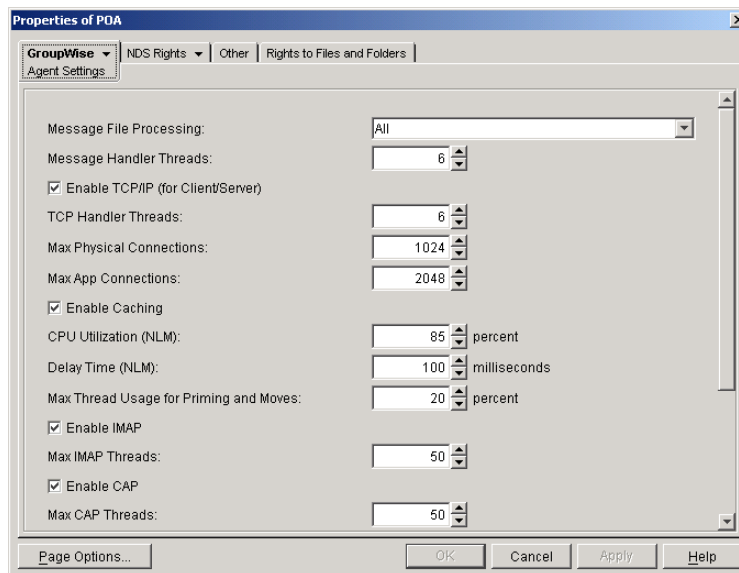 Properties of POA
GroupWise NDS Rights Other Rights to Files and Folders
Agent Settings
Message File Processing: All
Message Handler Threads: 6
Enable TCP/IP (for Client/Server)
TCP Handler Threads: 6
Max Physical Connections: 1024
Max App Connections: 2048
Enable Caching
CPU Utilization (NLM): 85 percent
Delay Time (NLM): 100 milliseconds
Max Thread Usage for Priming and Moves: 20 percent
Enable IMAP
Max IMAP Threads: 50
Enable CAP
Max CAP Threads: 50
Page Options... OK Cancel Apply Help